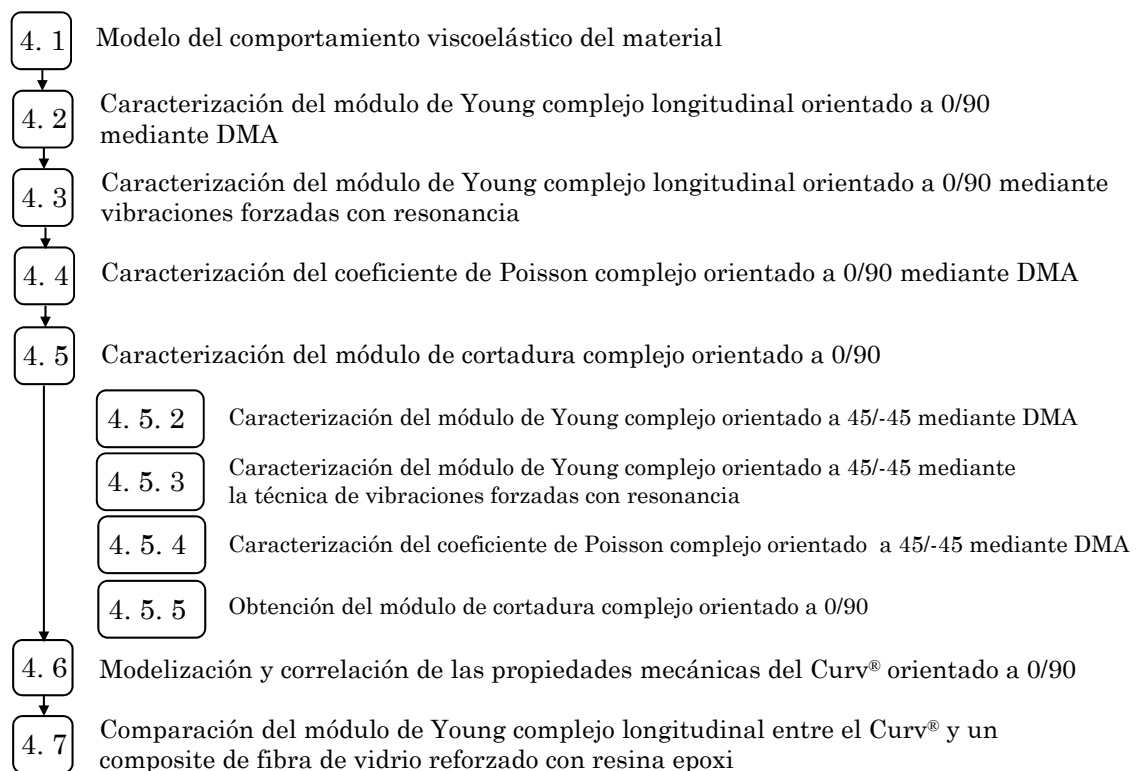 4. 1 Modelo del comportamiento viscoelástico del material
4. 2 Caracterización del módulo de Young complejo longitudinal orientado a 0/90
mediante DMA
4. 3 Caracterización del módulo de Young complejo longitudinal orientado a 0/90 mediante
vibraciones forzadas con resonancia
4. 4 Caracterización del coeficiente de Poisson complejo orientado a 0/90 mediante DMA
4. 5 Caracterización del módulo de cortadura complejo orientado a 0/90
4. 5. 2 Caracterización del módulo de Young complejo orientado a 45/-45 mediante DMA
4. 5. 3 Caracterización del módulo de Young complejo orientado a 45/-45 mediante
la técnica de vibraciones forzadas con resonancia
4. 5. 4 Caracterización del coeficiente de Poisson complejo orientado a 45/-45 mediante DMA
4. 5. 5 Obtención del módulo de cortadura complejo orientado a 0/90
4. 6 Modelización y correlación de las propiedades mecánicas del Curv® orientado a 0/90
4. 7 Comparación del módulo de Young complejo longitudinal entre el Curv® y un
composite de fibra de vidrio reforzado con resina epoxi